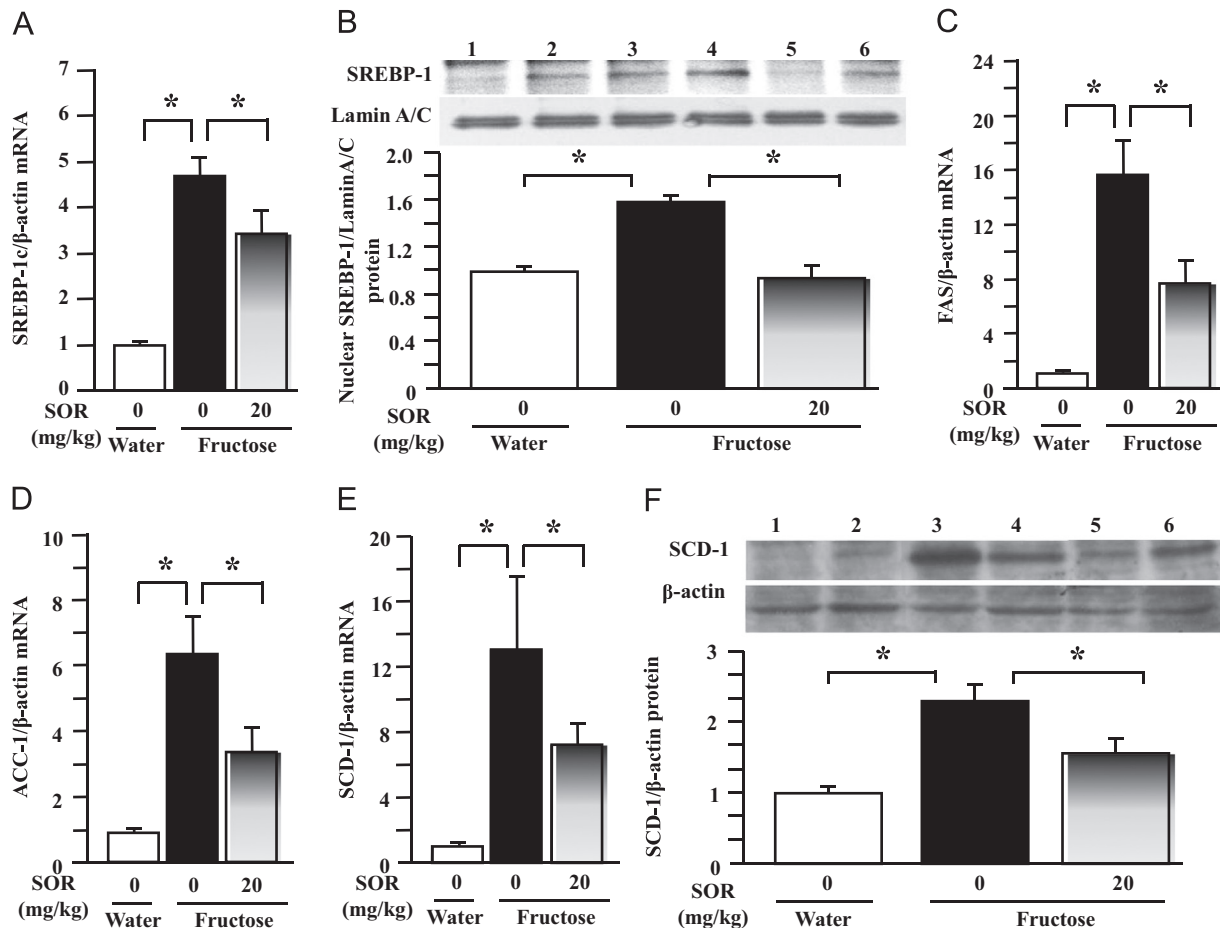 A
SREBP-1c/β-actin mRNA
7
6
5
4
3
2
1
0
*
*
SOR
(mg/kg)
0
0
20
Water
Fructose
B
1
2
3
4
5
6
SREBP-1
Lamin A/C
Nuclear SREBP-1/LaminA/C
protein
2.0
1.6
1.2
0.8
0.4
0
*
*
SOR
(mg/kg)
0
0
20
Water
Fructose
C
FAS/β-actin mRNA
24
20
16
12
8
4
0
*
*
SOR
(mg/kg)
0
0
20
Water
Fructose
D
ACC-1/β-actin mRNA
10
8
6
4
2
0
*
*
SOR
(mg/kg)
0
0
20
Water
Fructose
E
SCD-1/β-actin mRNA
20
16
12
8
4
0
*
*
SOR
(mg/kg)
0
0
20
Water
Fructose
F
1
2
3
4
5
6
SCD-1
β-actin
SCD-1/β-actin protein
3
2
1
0
*
*
SOR
(mg/kg)
0
0
20
Water
Fructose